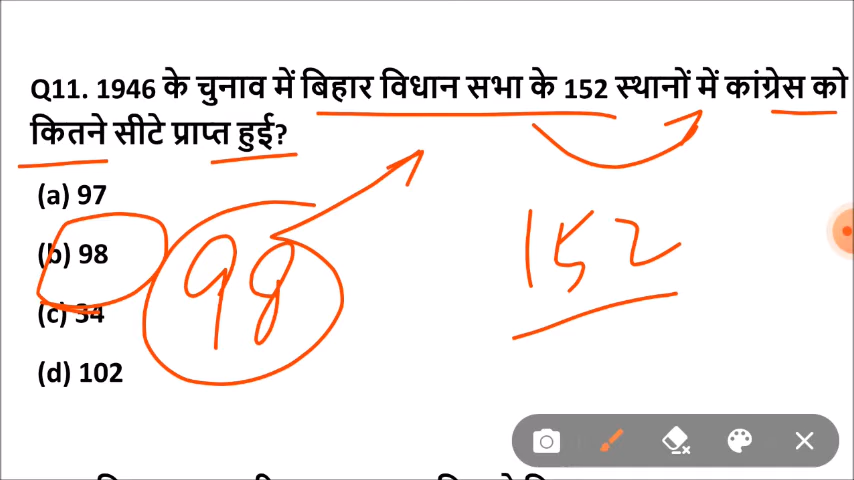 Q11. 1946 के चुनाव में बिहार विधान सभा के 152 स्थानों में कांग्रेस को
कितने सीटे प्राप्त हुई?
(a) 97
(b) 98
98
152
(c) 34
(d) 102